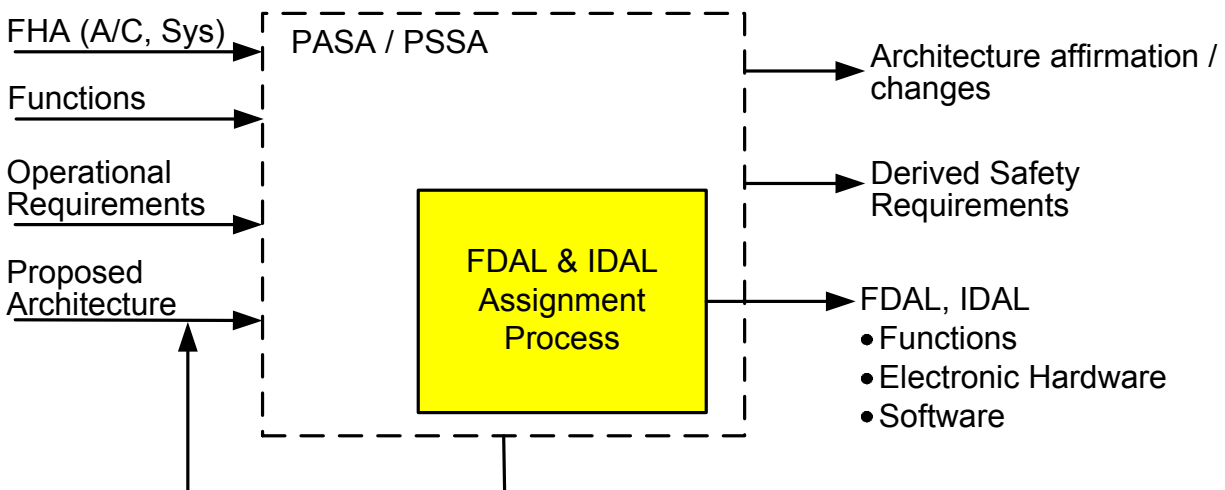 FHA (A/C, Sys)
Functions
Operational
Requirements
Proposed
Architecture
PASA / PSSA
FDAL & IDAL
Assignment
Process
Architecture affirmation /
changes
Derived Safety
Requirements
FDAL, IDAL
• Functions
• Electronic Hardware
• Software